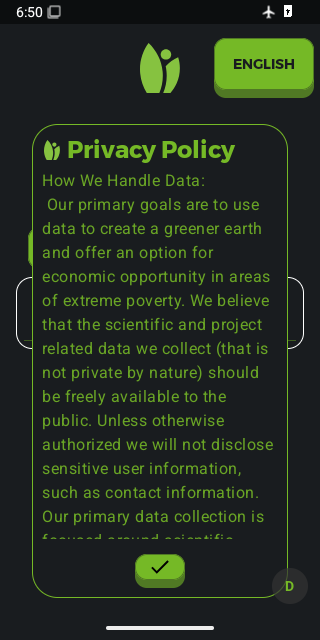 6:50
ENGLISH
Privacy Policy
How We Handle Data:
Our primary goals are to use
data to create a greener earth
and offer an option for
economic opportunity in areas
of extreme poverty. We believe
that the scientific and project
related data we collect (that is
not private by nature) should
be freely available to the
public. Unless otherwise
authorized we will not disclose
sensitive user information,
such as contact information.
Our primary data collection is
focused around scientific
D